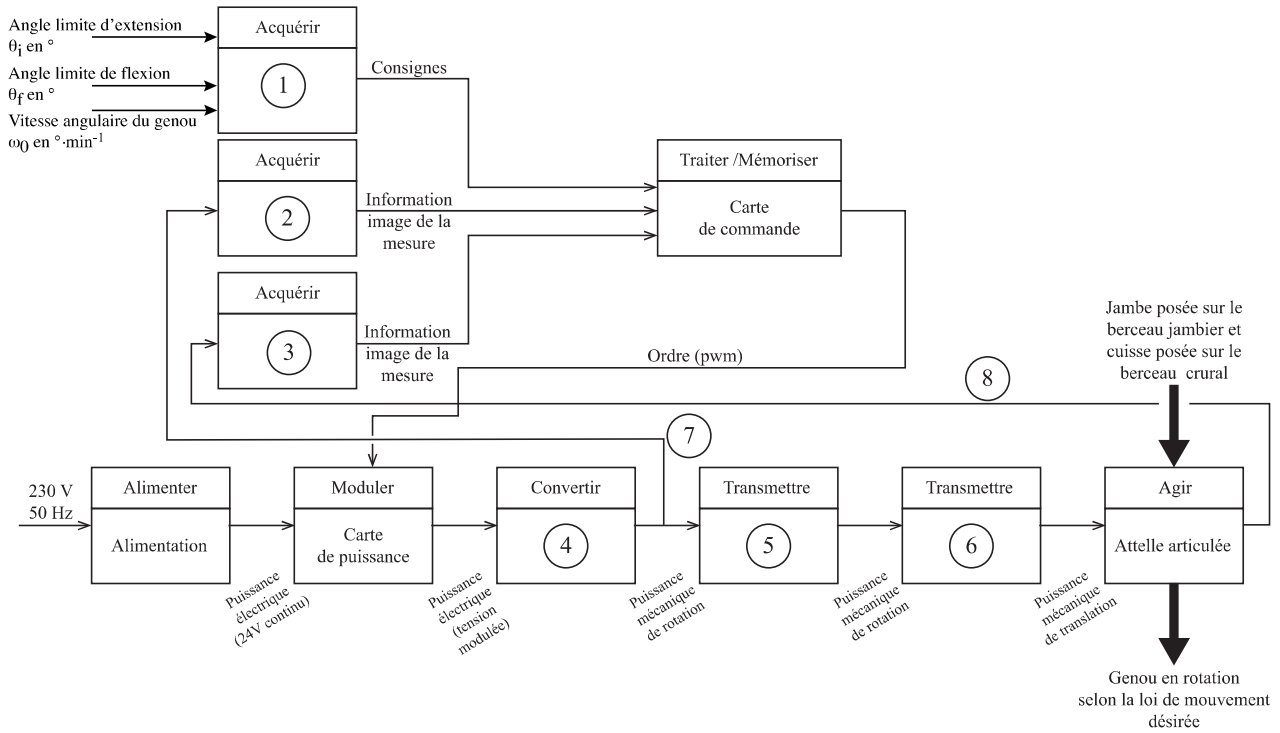 Angle limite d'extension
θi en °
Angle limite de flexion
θf en °
Vitesse angulaire du genou
ω0 en °·min-1
Acquérir
1
Consignes
Acquérir
2
Information
image de la
mesure
Acquérir
3
Information
image de la
mesure
Traiter /Mémoriser
Carte
de commande
Ordre (pwm)
Jambe posée sur le
berceau jambier et
cuisse posée sur le
berceau crural
8
7
230 V
50 Hz
Alimenter
Alimentation
Puissance
électrique
(24V continu)
Moduler
Carte
de puissance
Puissance
électrique
(tension
modulée)
Convertir
4
Puissance
mécanique
de rotation
Transmettre
5
Puissance
mécanique
de rotation
Transmettre
6
Puissance
mécanique
de translation
Agir
Attelle articulée
Genou en rotation
selon la loi de mouvement
désirée